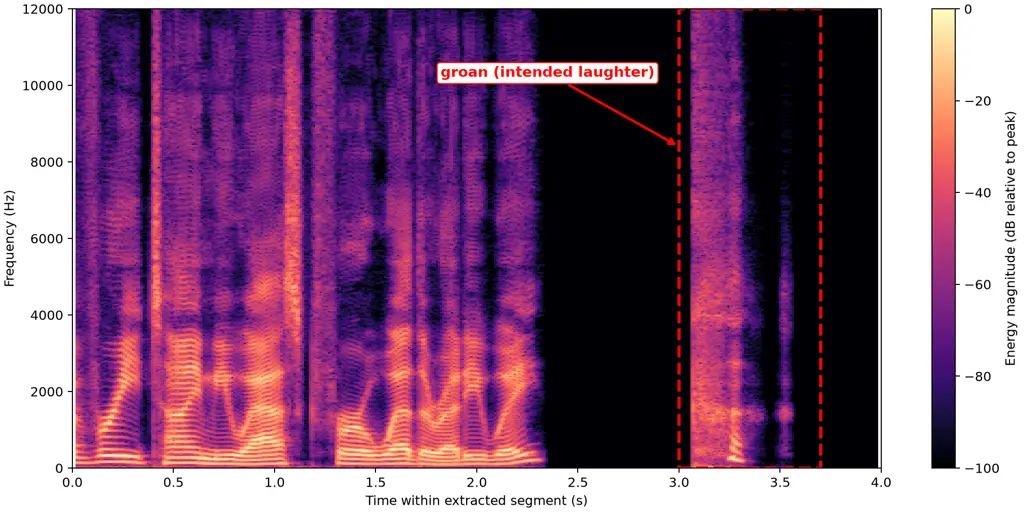 12000
10000
8000
6000
4000
2000
0
Frequency (Hz)
groan (intended laughter)
0.0 0.5 1.0 1.5 2.0 2.5 3.0 3.5 4.0
Time within extracted segment (s)
0
−20
−40
−60
−80
−100
Energy magnitude (dB relative to peak)